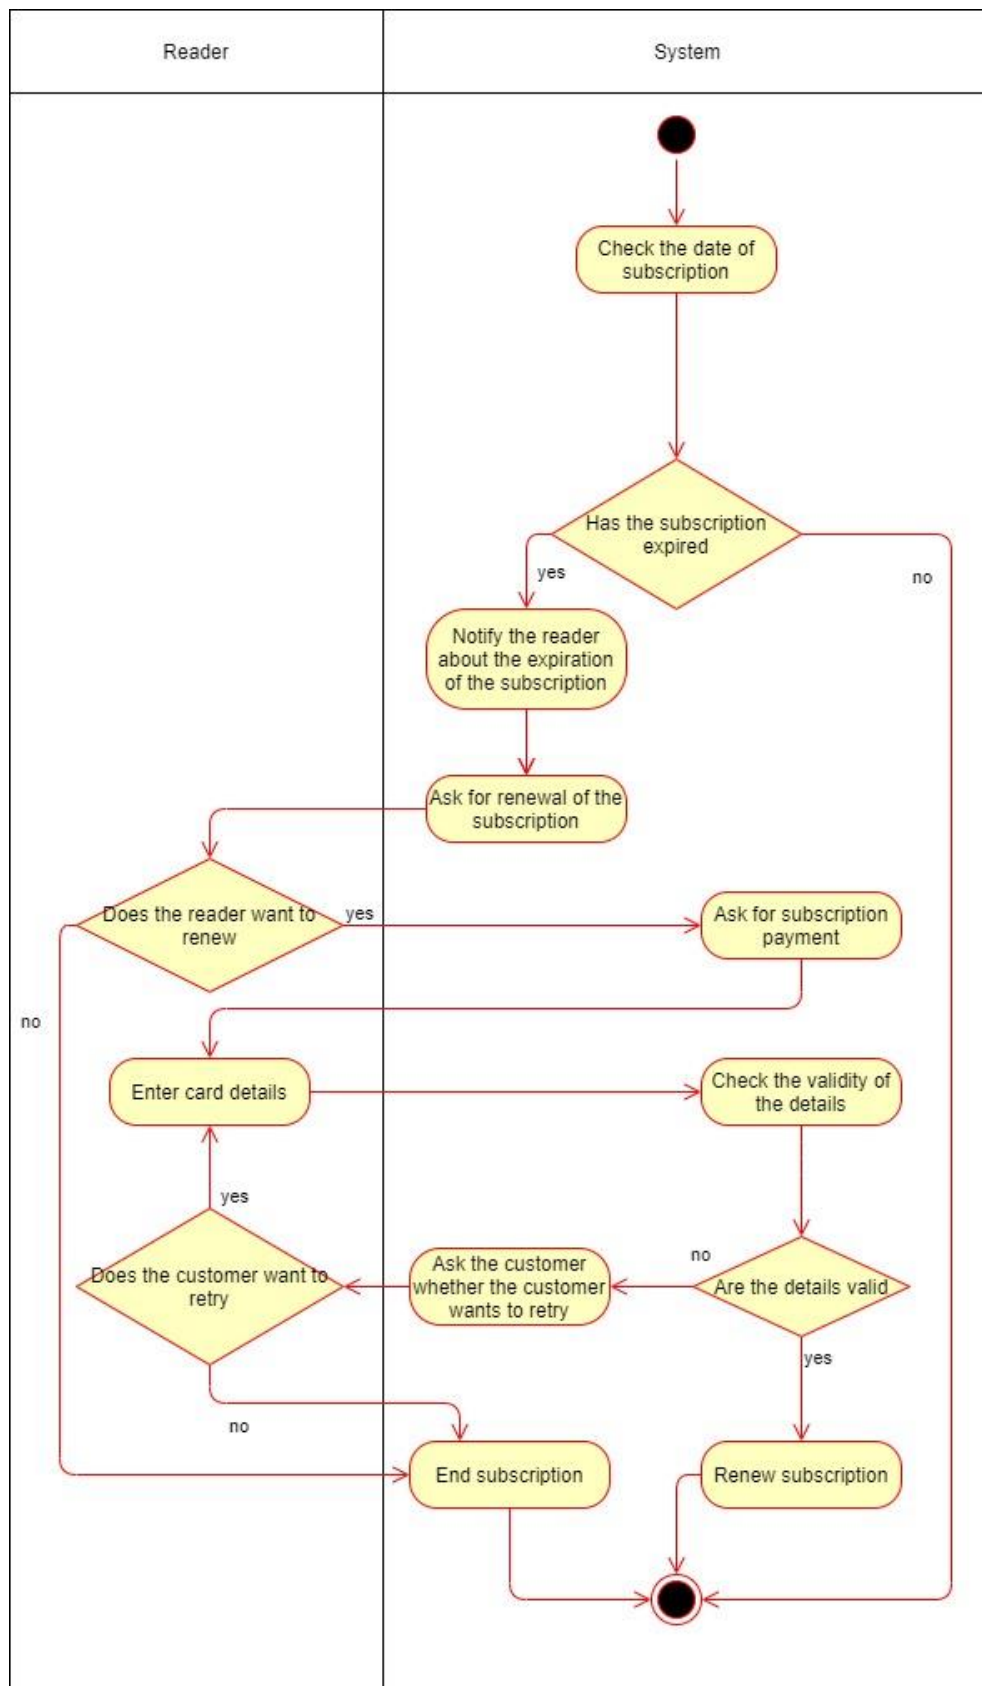 Reader
System
Check the date of
subscription
Has the subscription
expired
yes
no
Notify the reader
about the expiration
of the subscription
Ask for renewal of the
subscription
Does the reader want to
renew
yes
Ask for subscription
payment
no
Enter card details
Check the validity of
the details
yes
Does the customer want to
retry
Ask the customer
whether the customer
wants to retry
no
Are the details valid
yes
no
End subscription
Renew subscription